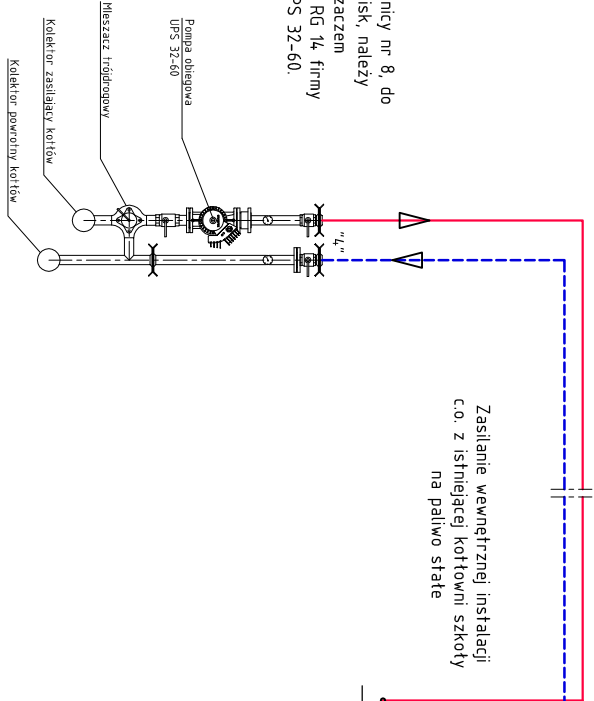 nicy nr 8, do
isk, należy
zaczem
RG 14 firmy
PS 32-60.
Zasilanie wewnętrznej instalacji
c.o. z istniejącej kotłowni szkoły
na paliwo stałe
"4"
Pompa obiegowa
UPS 32-60
Mieszacz trójdrogowy
Kolektor zasilający kotłów
Kolektor powrotny kotłów